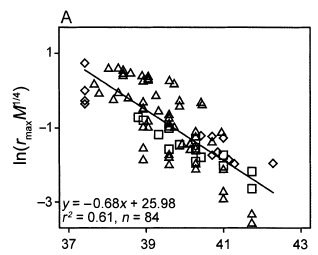 A
ln(rmaxM1/4)
1
-1
-3
y = -0.68x + 25.98
r2 = 0.61, n = 84
37 39 41 43